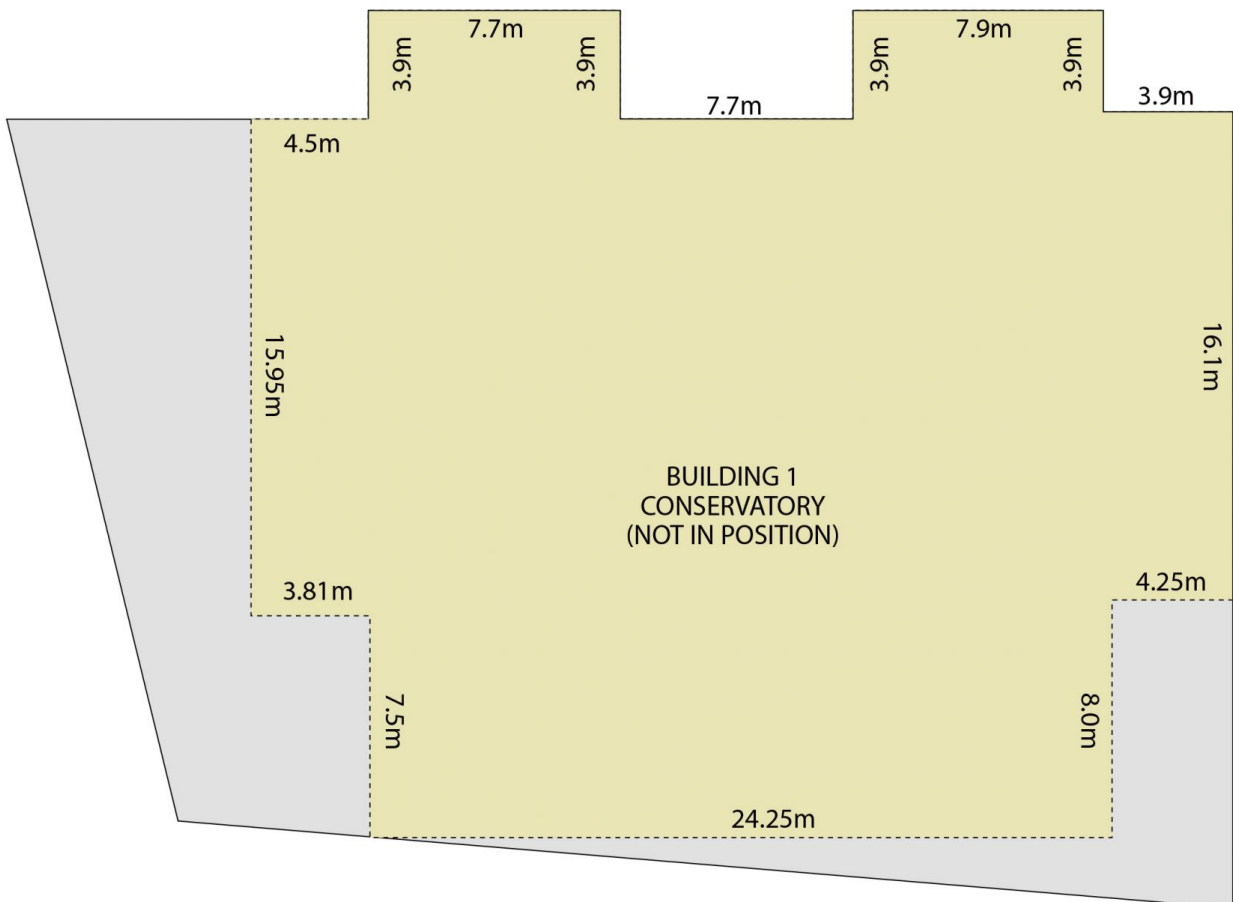 7.7m
7.9m
3.9m
3.9m
3.9m
3.9m
3.9m
7.7m
4.5m
15.95m
16.1m
BUILDING 1
CONSERVATORY
(NOT IN POSITION)
3.81m
4.25m
7.5m
8.0m
24.25m